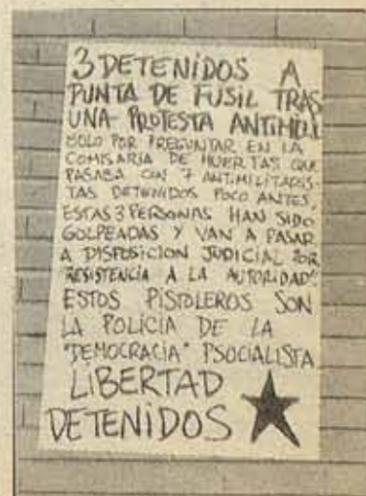 3 DETENIDOS A
PUNTA DE FUSIL TRAS
UNA PROTESTA ANTIMILI
SOLO POR PREGUNTAR EN LA
COMISARIA DE HUERTAS QUE
PASABA CON 7 ANTIMILITARIS-
TAS DETENIDOS POCO ANTES,
ESTAS 3 PERSONAS HAN SIDO
GOLPEADAS Y VAN A PASAR
A DISPOSICION JUDICIAL POR
"RESISTENCIA A LA AUTORIDAD".
ESTOS PISTOLEROS SON
LA POLICIA DE LA
"DEMOCRACIA" PSOCIALISTA
LIBERTAD
DETENIDOS